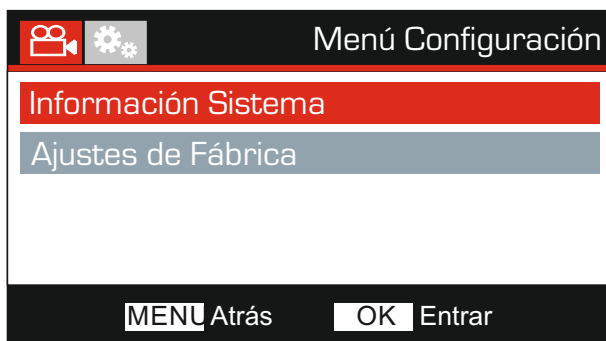 Menú Configuración
Información Sistema
Ajustes de Fábrica
MENU Atrás OK Entrar